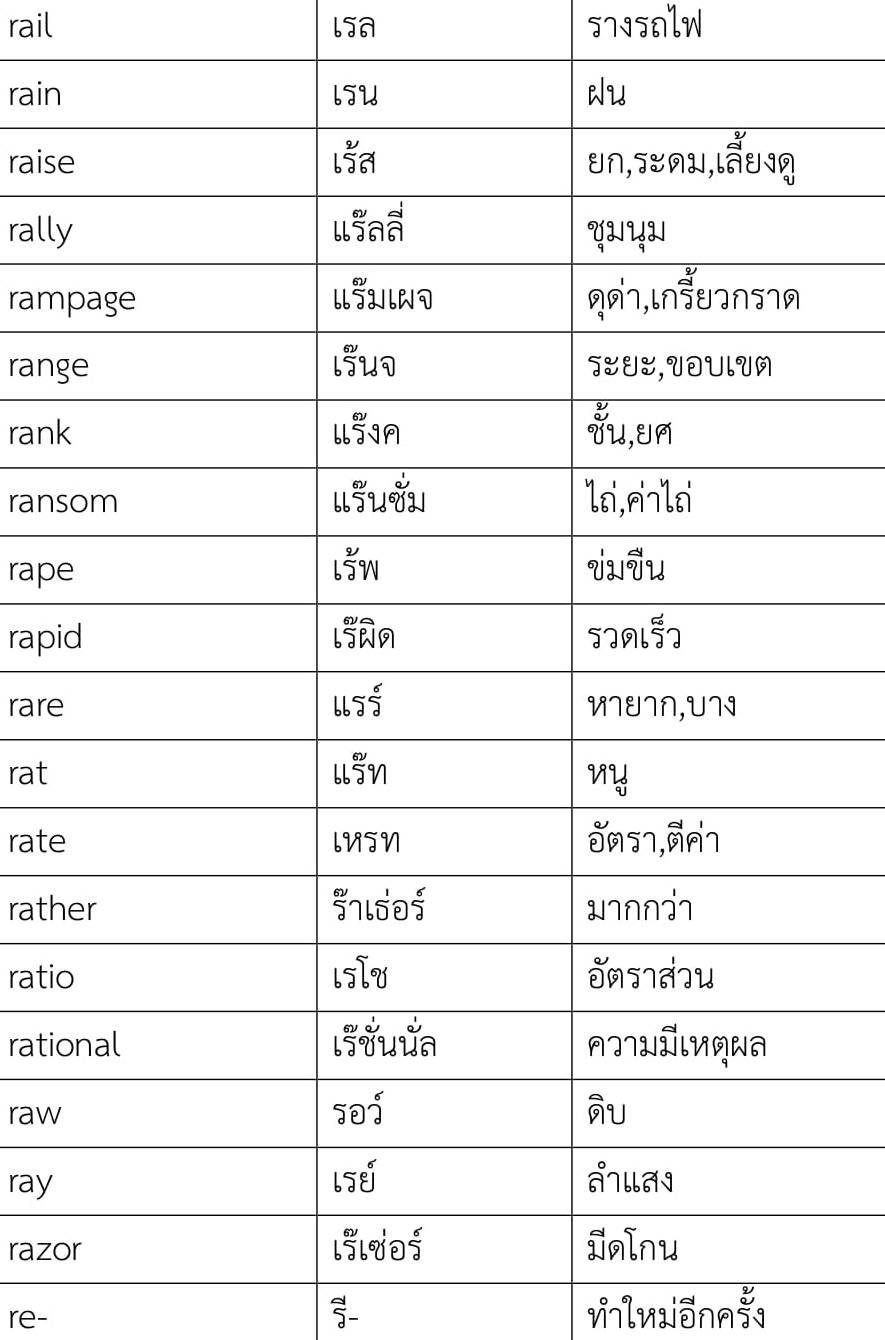 rail เรล รางรถไฟ
rain เรน ฝน
raise เร้ส ยก,ระดม,เลี้ยงดู
rally แร๊ลลี่ ชุมนุม
rampage แร๊มเผจ ดุด่า,เกรี้ยวกราด
range เร๊นจ ระยะ,ขอบเขต
rank แร๊งค ชั้น,ยศ
ransom แร๊นซั่ม ไถ่,ค่าไถ่
rape เร้พ ข่มขืน
rapid เร๊ผิด รวดเร็ว
rare แรร์ หายาก,บาง
rat แร๊ท หนู
rate เหรท อัตรา,ตีค่า
rather ร๊าเธ่อร์ มากกว่า
ratio เรโช อัตราส่วน
rational เร๊ชั่นนั่ล ความมีเหตุผล
raw รอว์ ดิบ
ray เรย์ ลำแสง
razor เร๊เซ่อร์ มีดโกน
re- รี- ทำใหม่อีกครั้ง